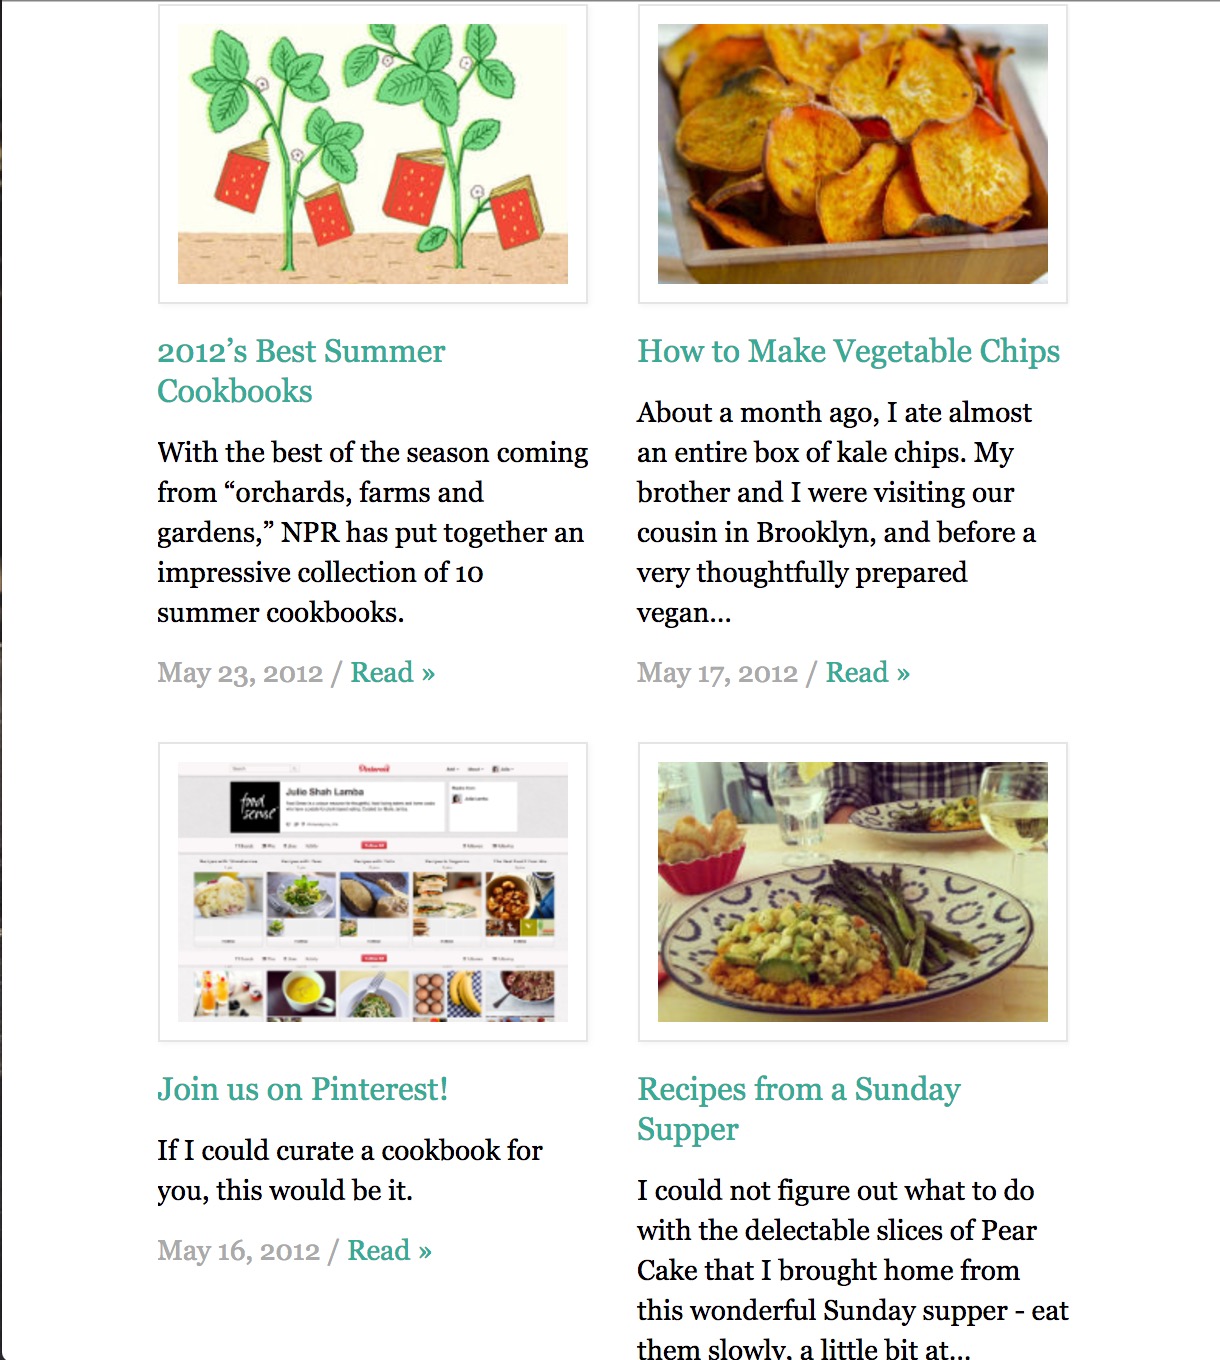 2012’s Best Summer
Cookbooks
With the best of the season coming
from “orchards, farms and
gardens,” NPR has put together an
impressive collection of 10
summer cookbooks.
May 23, 2012 / Read »
How to Make Vegetable Chips
About a month ago, I ate almost
an entire box of kale chips. My
brother and I were visiting our
cousin in Brooklyn, and before a
very thoughtfully prepared
vegan...
May 17, 2012 / Read »
Pinterest
food
sense
Julie Shah Lamba
Join us on Pinterest!
If I could curate a cookbook for
you, this would be it.
May 16, 2012 / Read »
Recipes from a Sunday
Supper
I could not figure out what to do
with the delectable slices of Pear
Cake that I brought home from
this wonderful Sunday supper - eat
them slowly, a little bit at...